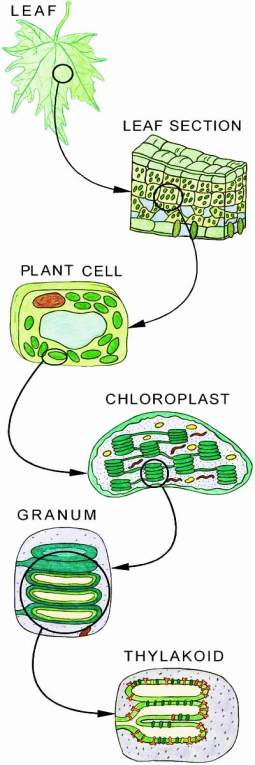 LEAF
LEAF SECTION
PLANT CELL
CHLOROPLAST
GRANUM
THYLAKOID